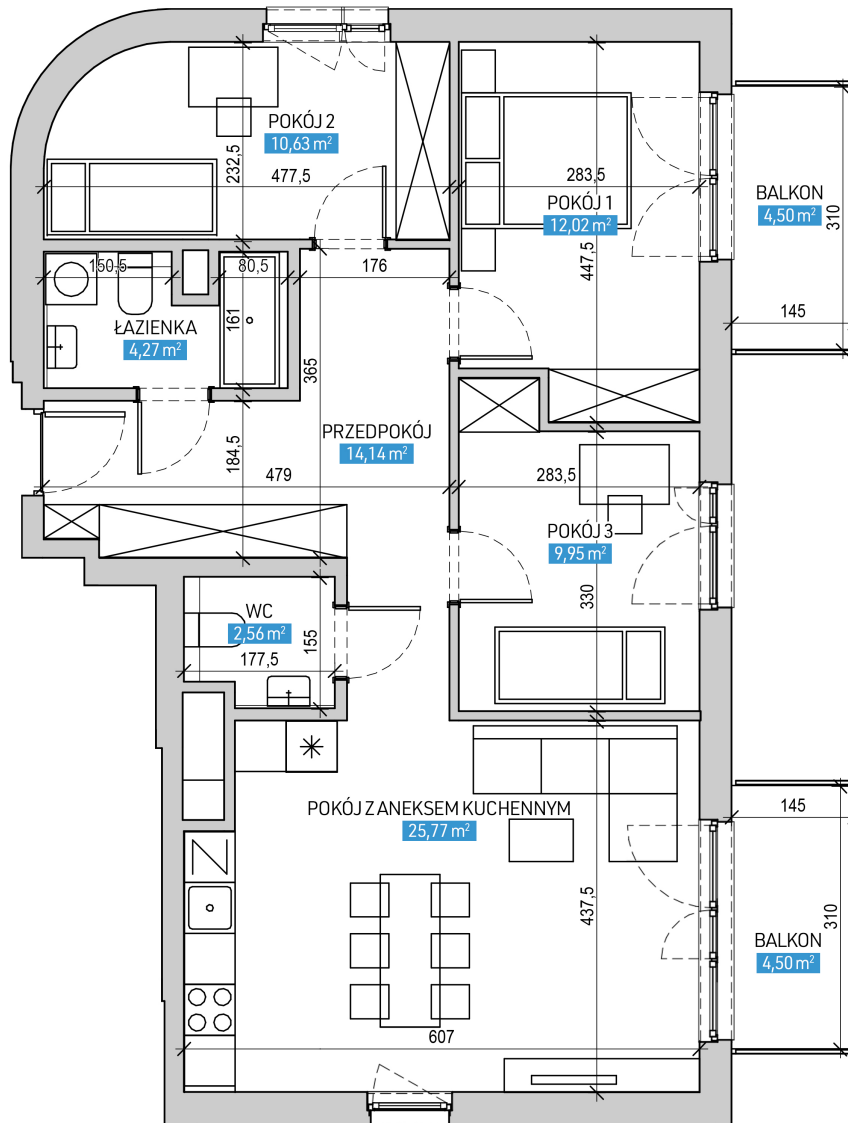 POKÓJ 2
10,63 m²
232,5
477,5
283,5
POKÓJ 1
12,02 m²
447,5
BALKON
4,50 m²
310
145
150,5
80,5
176
ŁAZIENKA
4,27 m²
161
365
PRZEDPOKÓJ
14,14 m²
184,5
479
283,5
POKÓJ 3
9,95 m²
330
WC
2,56 m²
155
177,5
POKÓJ Z ANEKSEM KUCHENNYM
25,77 m²
145
437,5
310
BALKON
4,50 m²
607